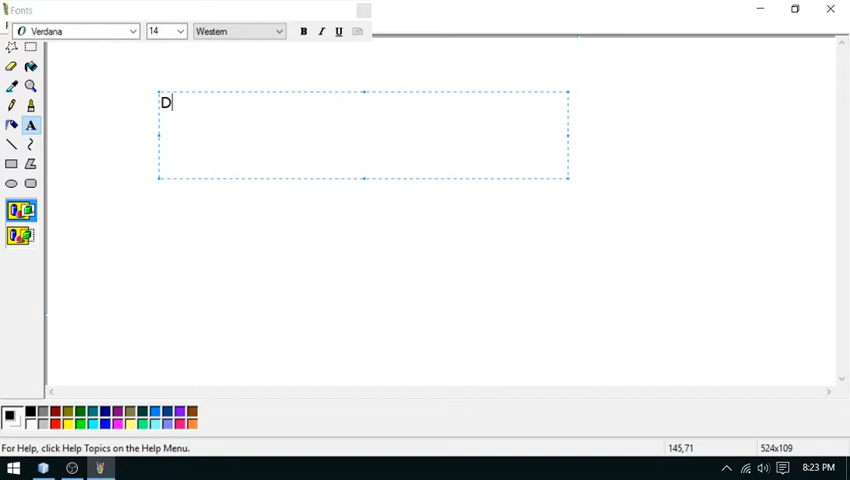 Fonts
Verdana
14
Western
B I U
D
A
For Help, click Help Topics on the Help Menu.
145,71
524x109
8:23 PM